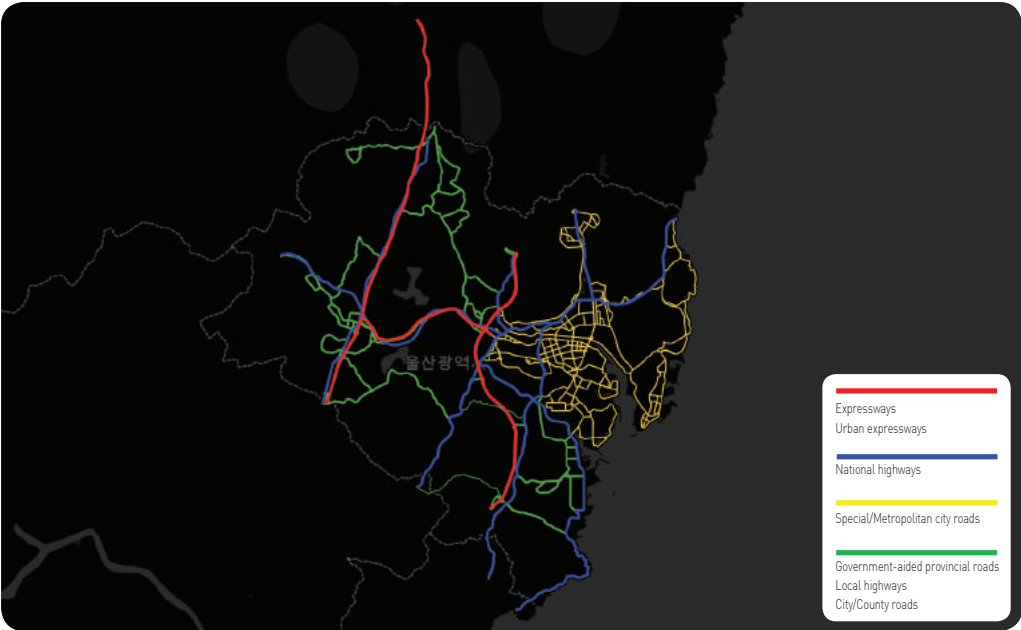 울산광역
Expressways
Urban expressways
National highways
Special/Metropolitan city roads
Government-aided provincial roads
Local highways
City/County roads